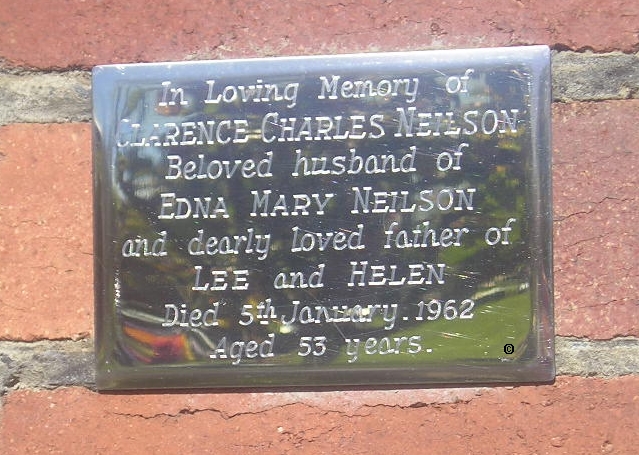 In Loving Memory of
CLARENCE CHARLES NEILSON
Beloved husband of
EDNA MARY NEILSON
and dearly loved father of
LEE and HELEN
Died 5th January.1962
Aged 53 years.
©